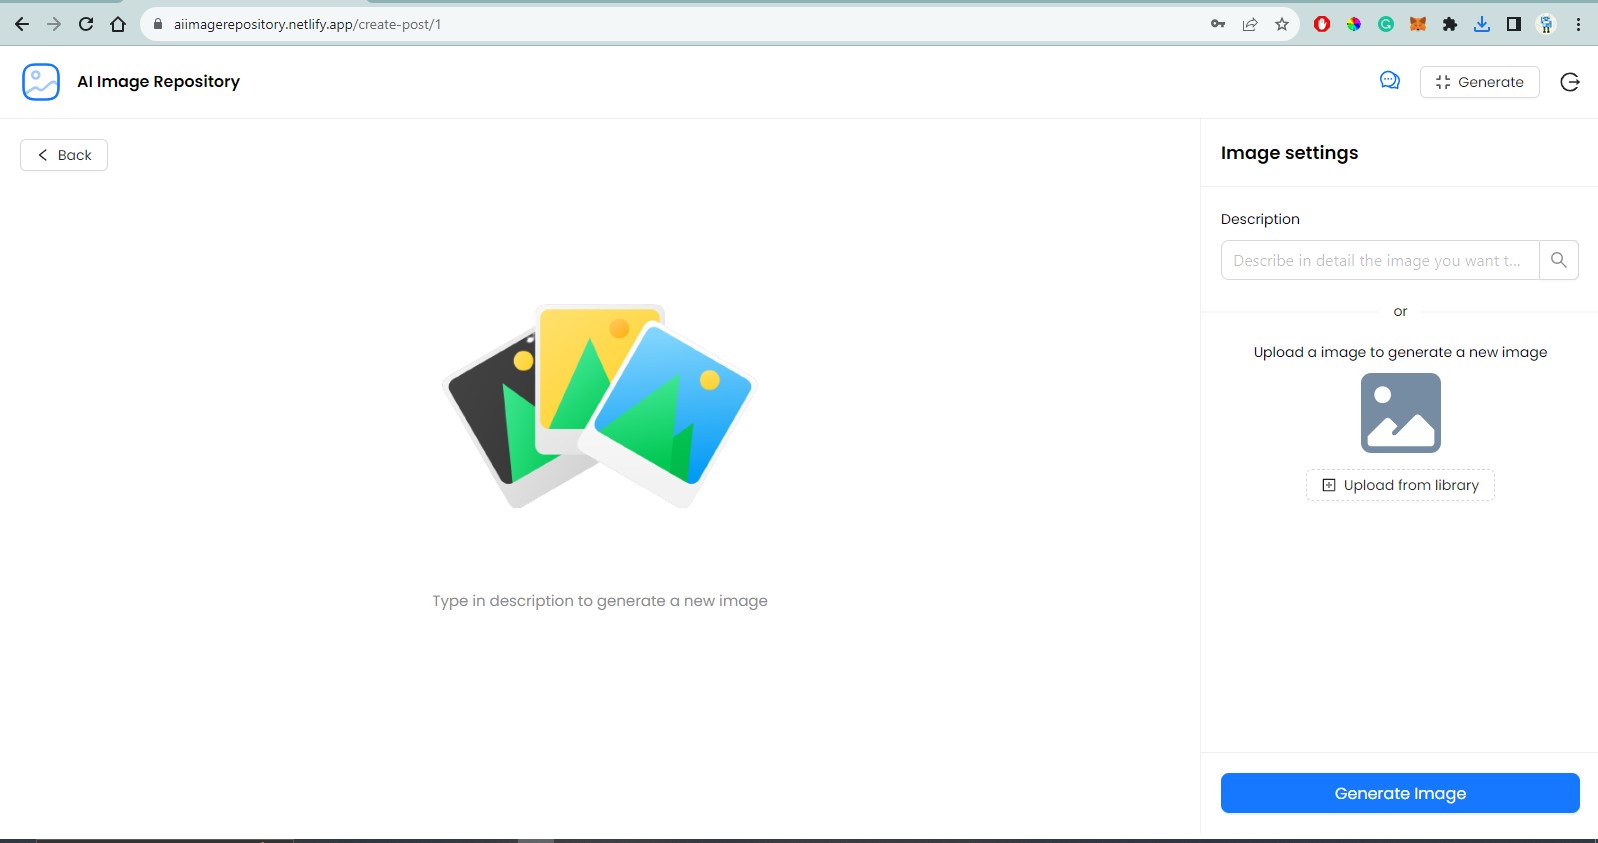 aiimagerepository.netlify.app/create-post/1
AI Image Repository
Generate
Back
Image settings
Description
Describe in detail the image you want t...
or
Upload a image to generate a new image
Upload from library
Type in description to generate a new image
Generate Image